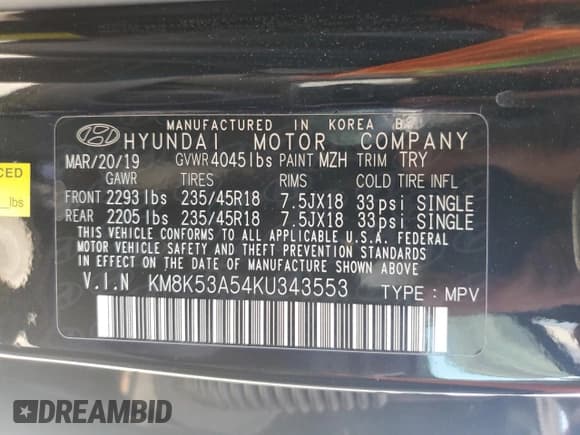 MANUFACTURED IN KOREA BY
HYUNDAI MOTOR COMPANY
MAR/20/19 GVWR 4045lbs PAINT MZH TRIM TRY
GAWR TIRES RIMS COLD TIRE INFL
FRONT 2293 lbs 235/45R18 7.5JX18 33psi SINGLE
REAR 2205 lbs 235/45R18 7.5JX18 33psi SINGLE
THIS VEHICLE CONFORMS TO ALL APPLICABLE U.S.A. FEDERAL
MOTOR VEHICLE SAFETY AND THEFT PREVENTION STANDARDS
IN EFFECT ON THE DATE OF MANUFACTURE SHOWN ABOVE.
V.I.N KM8K53A54KU343553 TYPE : MPV
CED
lbs
DREAMBID